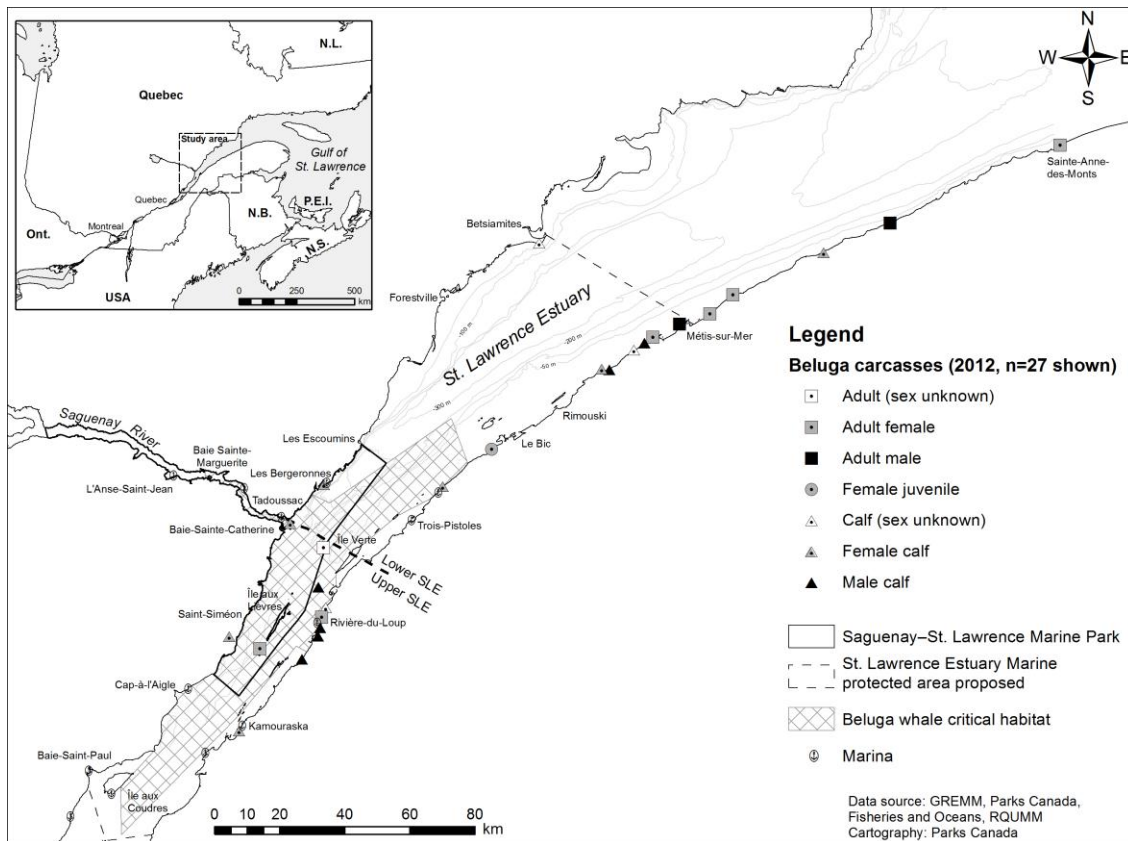 N.L.
Quebec
Study area
Gulf of
St. Lawrence
Quebec
P.E.I.
N.B.
Montreal
Ont.
N.S.
USA
0 250 500
km
N
W E
S
Sainte-Anne-
des-Monts
Betsiamites
Forestville
St. Lawrence Estuary
-100 m
-200 m
-50 m
-300 m
Métis-sur-Mer
Rimouski
Le Bic
Les Escoumins
Saguenay River
Baie Sainte-
Marguerite
Les Bergeronnes
L'Anse-Saint-Jean
Tadoussac
Baie-Sainte-Catherine
Trois-Pistoles
Île Verte
Lower SLE
Upper SLE
Île aux
Lièvres
Saint-Siméon
Rivière-du-Loup
Cap-à-l'Aigle
Kamouraska
Baie-Saint-Paul
Île aux
Coudres
0 10 20 40 60 80
km
Legend
Beluga carcasses (2012, n=27 shown)
Adult (sex unknown)
Adult female
Adult male
Female juvenile
Calf (sex unknown)
Female calf
Male calf
Saguenay–St. Lawrence Marine Park
St. Lawrence Estuary Marine
protected area proposed
Beluga whale critical habitat
Marina
Data source: GREMM, Parks Canada,
Fisheries and Oceans, RQUMM
Cartography: Parks Canada